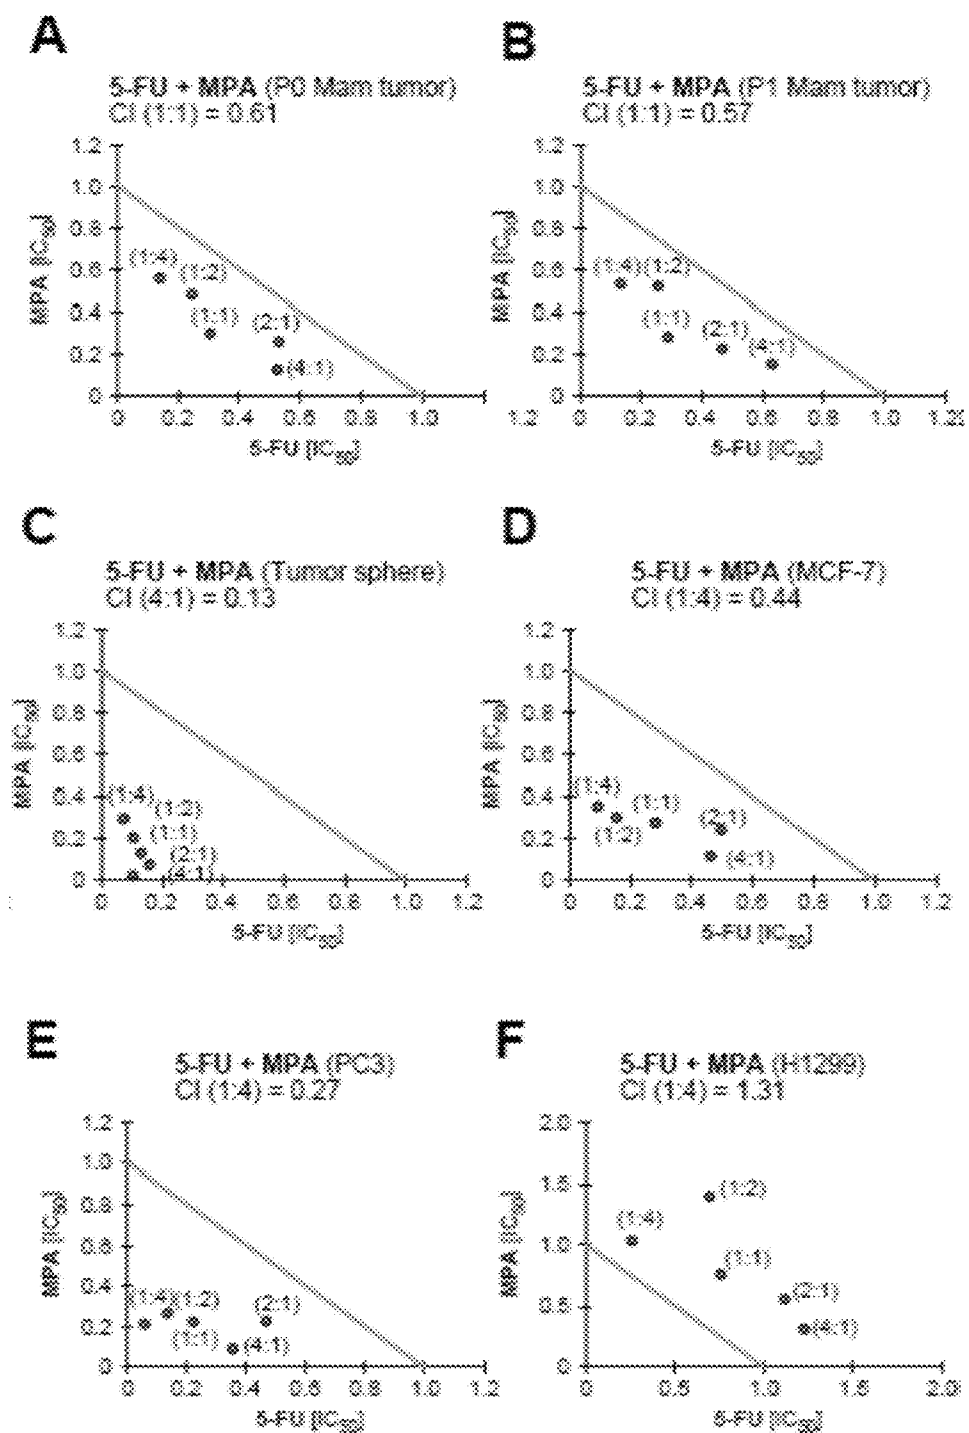 A
5-FU + MPA (P0 Mam tumor)
CI (1:1) = 0.61
1.2
1.0
0.8
0.6
0.4
0.2
0
MPA [IC50]
(1:4)
(1:2)
(1:1)
(2:1)
(4:1)
0 0.2 0.4 0.6 0.8 1.0 1.2
5-FU [IC50]
B
5-FU + MPA (P1 Mam tumor)
CI (1:1) = 0.57
1.2
1.0
0.8
0.6
0.4
0.2
0
MPA [IC50]
(1:4) (1:2)
(1:1)
(2:1)
(4:1)
0 0.2 0.4 0.6 0.8 1.0 1.2
5-FU [IC50]
C
5-FU + MPA (Tumor sphere)
CI (4:1) = 0.13
1.2
1.0
0.8
0.6
0.4
0.2
0
MPA [IC50]
(1:4)
(1:2)
(1:1)
(2:1)
(4:1)
0 0.2 0.4 0.6 0.8 1.0 1.2
5-FU [IC50]
D
5-FU + MPA (MCF-7)
CI (1:4) = 0.44
1.2
1.0
0.8
0.6
0.4
0.2
0
MPA [IC50]
(1:4)
(1:2)
(1:1)
(2:1)
(4:1)
0 0.2 0.4 0.6 0.8 1.0 1.2
5-FU [IC50]
E
5-FU + MPA (PC3)
CI (1:4) = 0.27
1.2
1.0
0.8
0.6
0.4
0.2
0
MPA [IC50]
(1:4) (1:2)
(1:1)
(2:1)
(4:1)
0 0.2 0.4 0.6 0.8 1.0 1.2
5-FU [IC50]
F
5-FU + MPA (H1299)
CI (1:4) = 1.31
2.0
1.5
1.0
0.5
0
MPA [IC50]
(1:4)
(1:2)
(1:1)
(2:1)
(4:1)
0 0.5 1.0 1.5 2.0
5-FU [IC50]